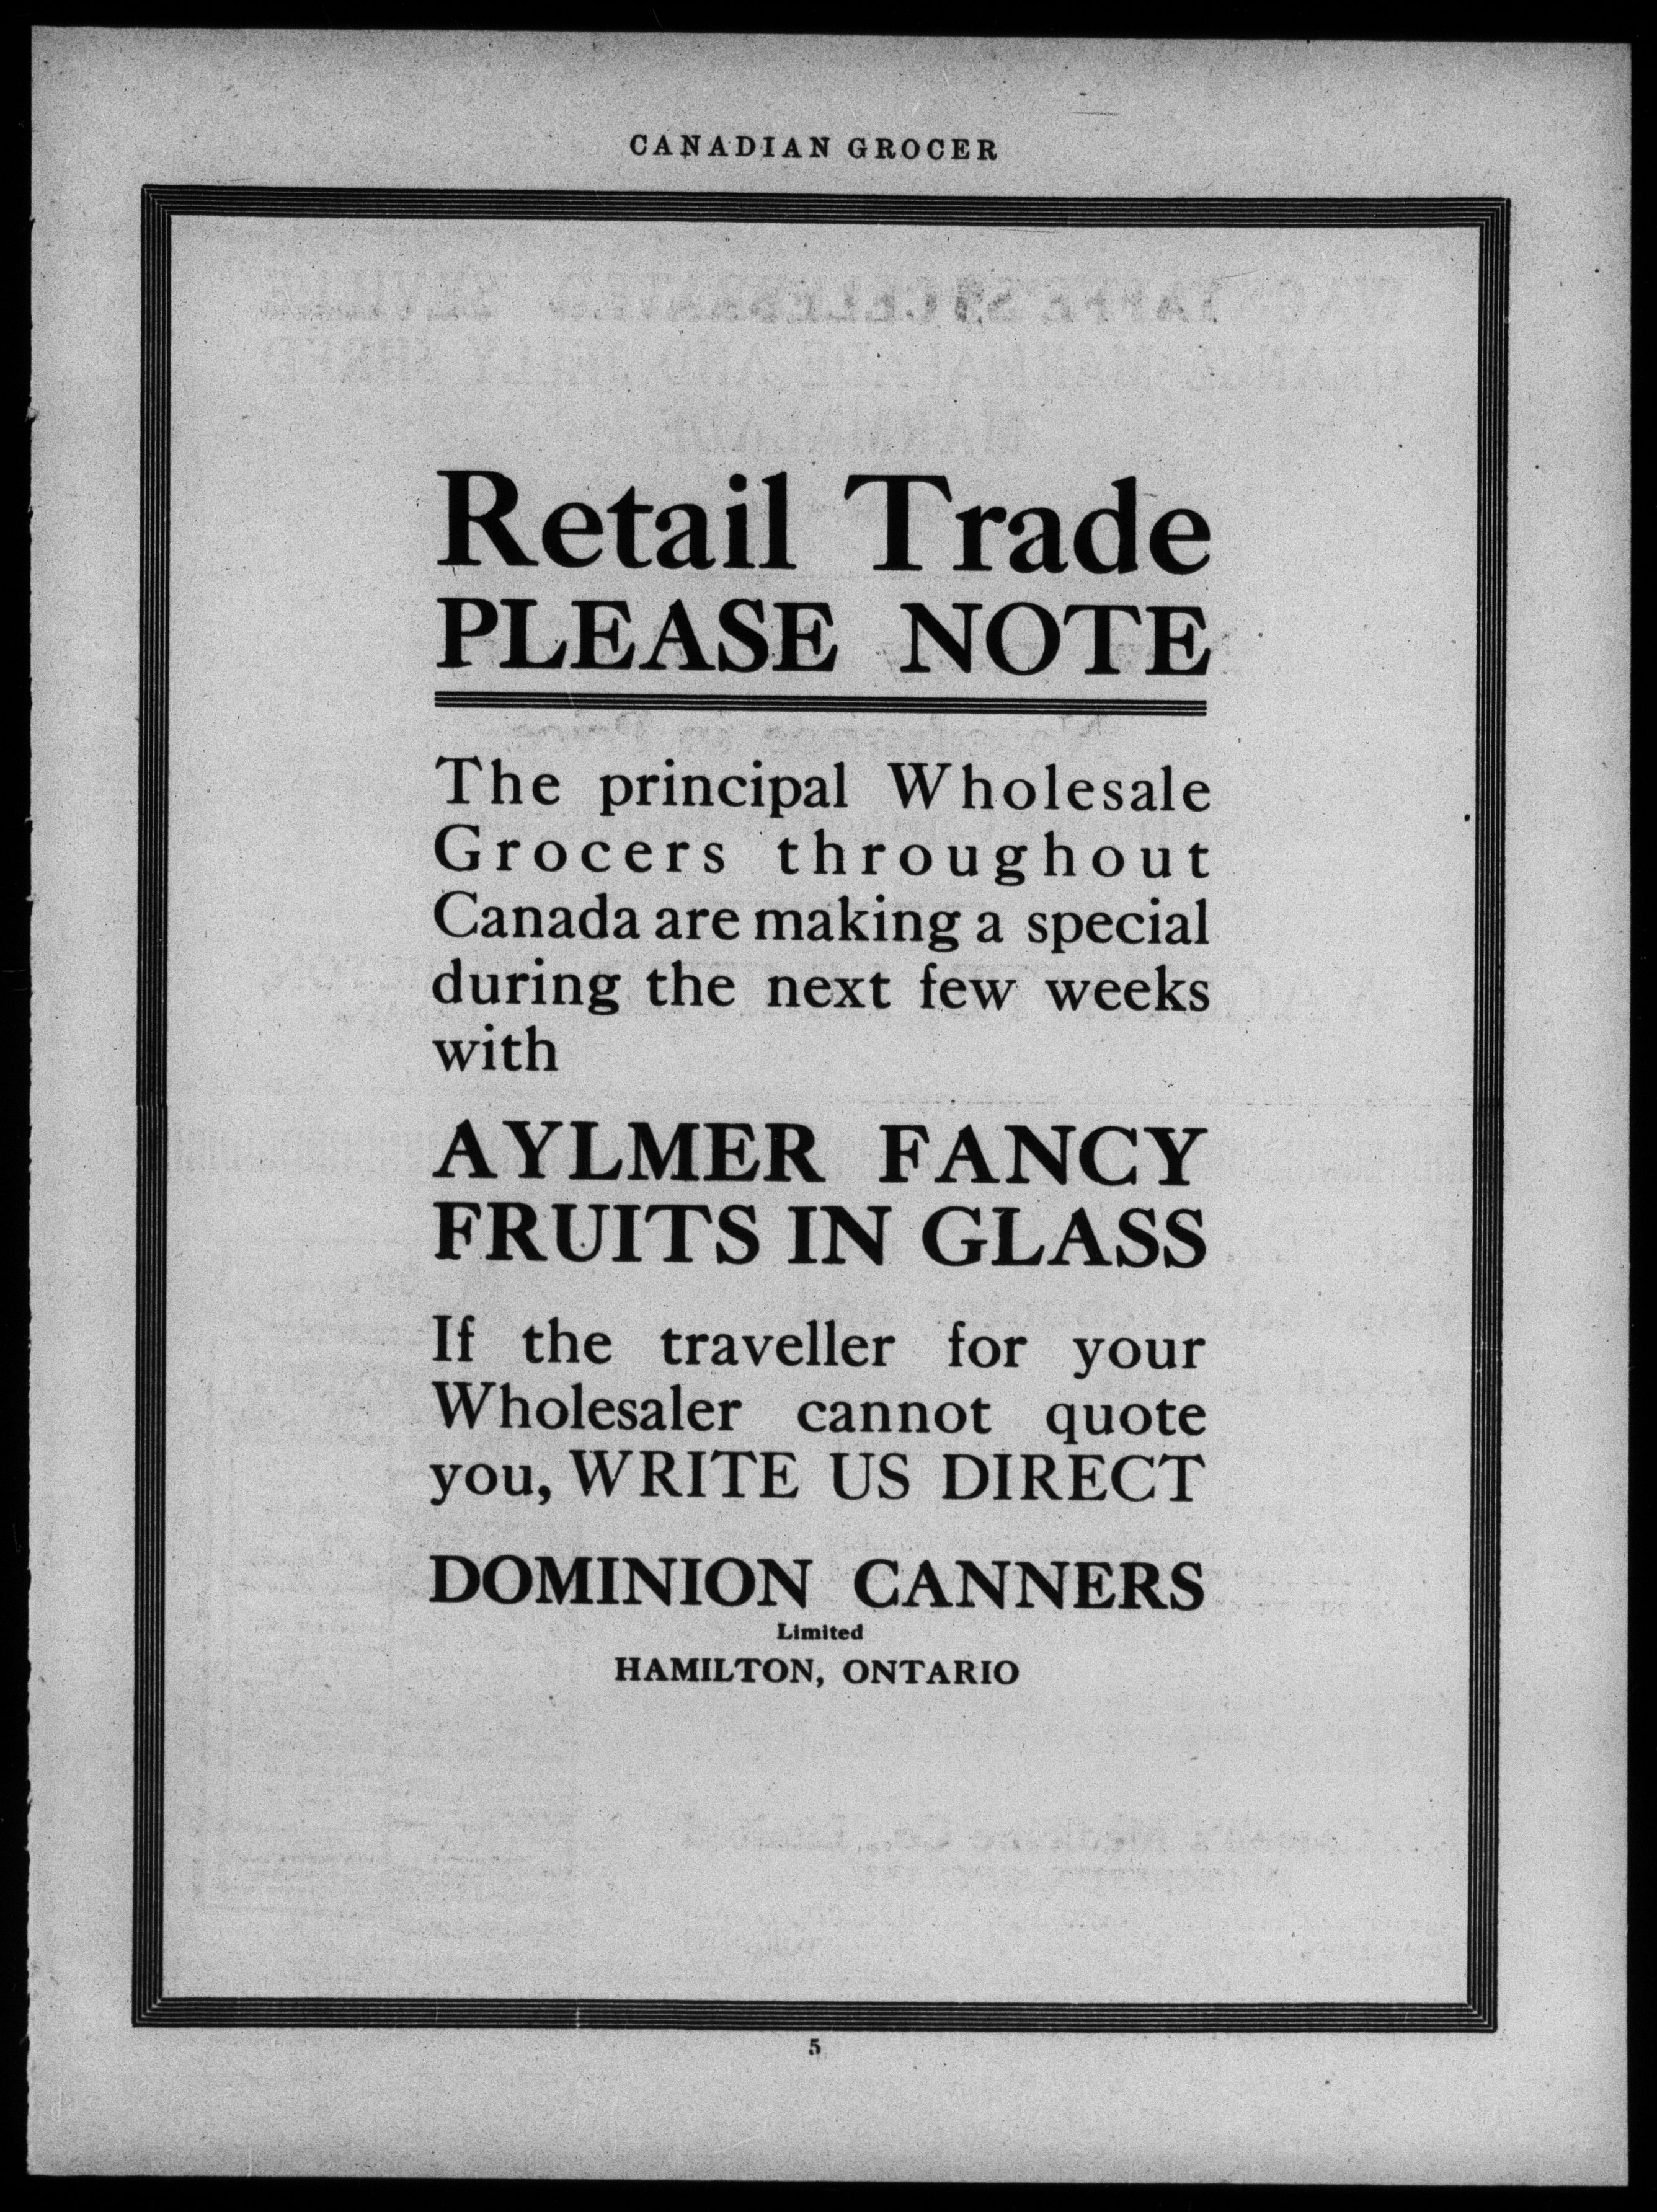 CANADIAN GROCER
Retail Trade
PLEASE NOTE
The principal Wholesale
Grocers throughout
Canada are making a special
during the next few weeks
with
AYLMER FANCY
FRUITS IN GLASS
If the traveller for your
Wholesaler cannot quote
you, WRITE US DIRECT
DOMINION CANNERS
Limited
HAMILTON, ONTARIO
5